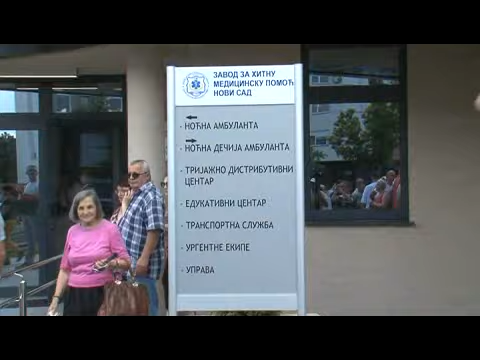 ЗАВОД ЗА ХИТНУ
МЕДИЦИНСКУ ПОМОЋ
НОВИ САД
- НОЋНА АМБУЛАНТА
- НОЋНА ДЕЧИЈА АМБУЛАНТА
- ТРИЈАЖНО ДИСТРИБУТИВНИ
ЦЕНТАР
- ЕДУКАТИВНИ ЦЕНТАР
- ТРАНСПОРТНА СЛУЖБА
- УРГЕНТНЕ ЕКИПЕ
- УПРАВА